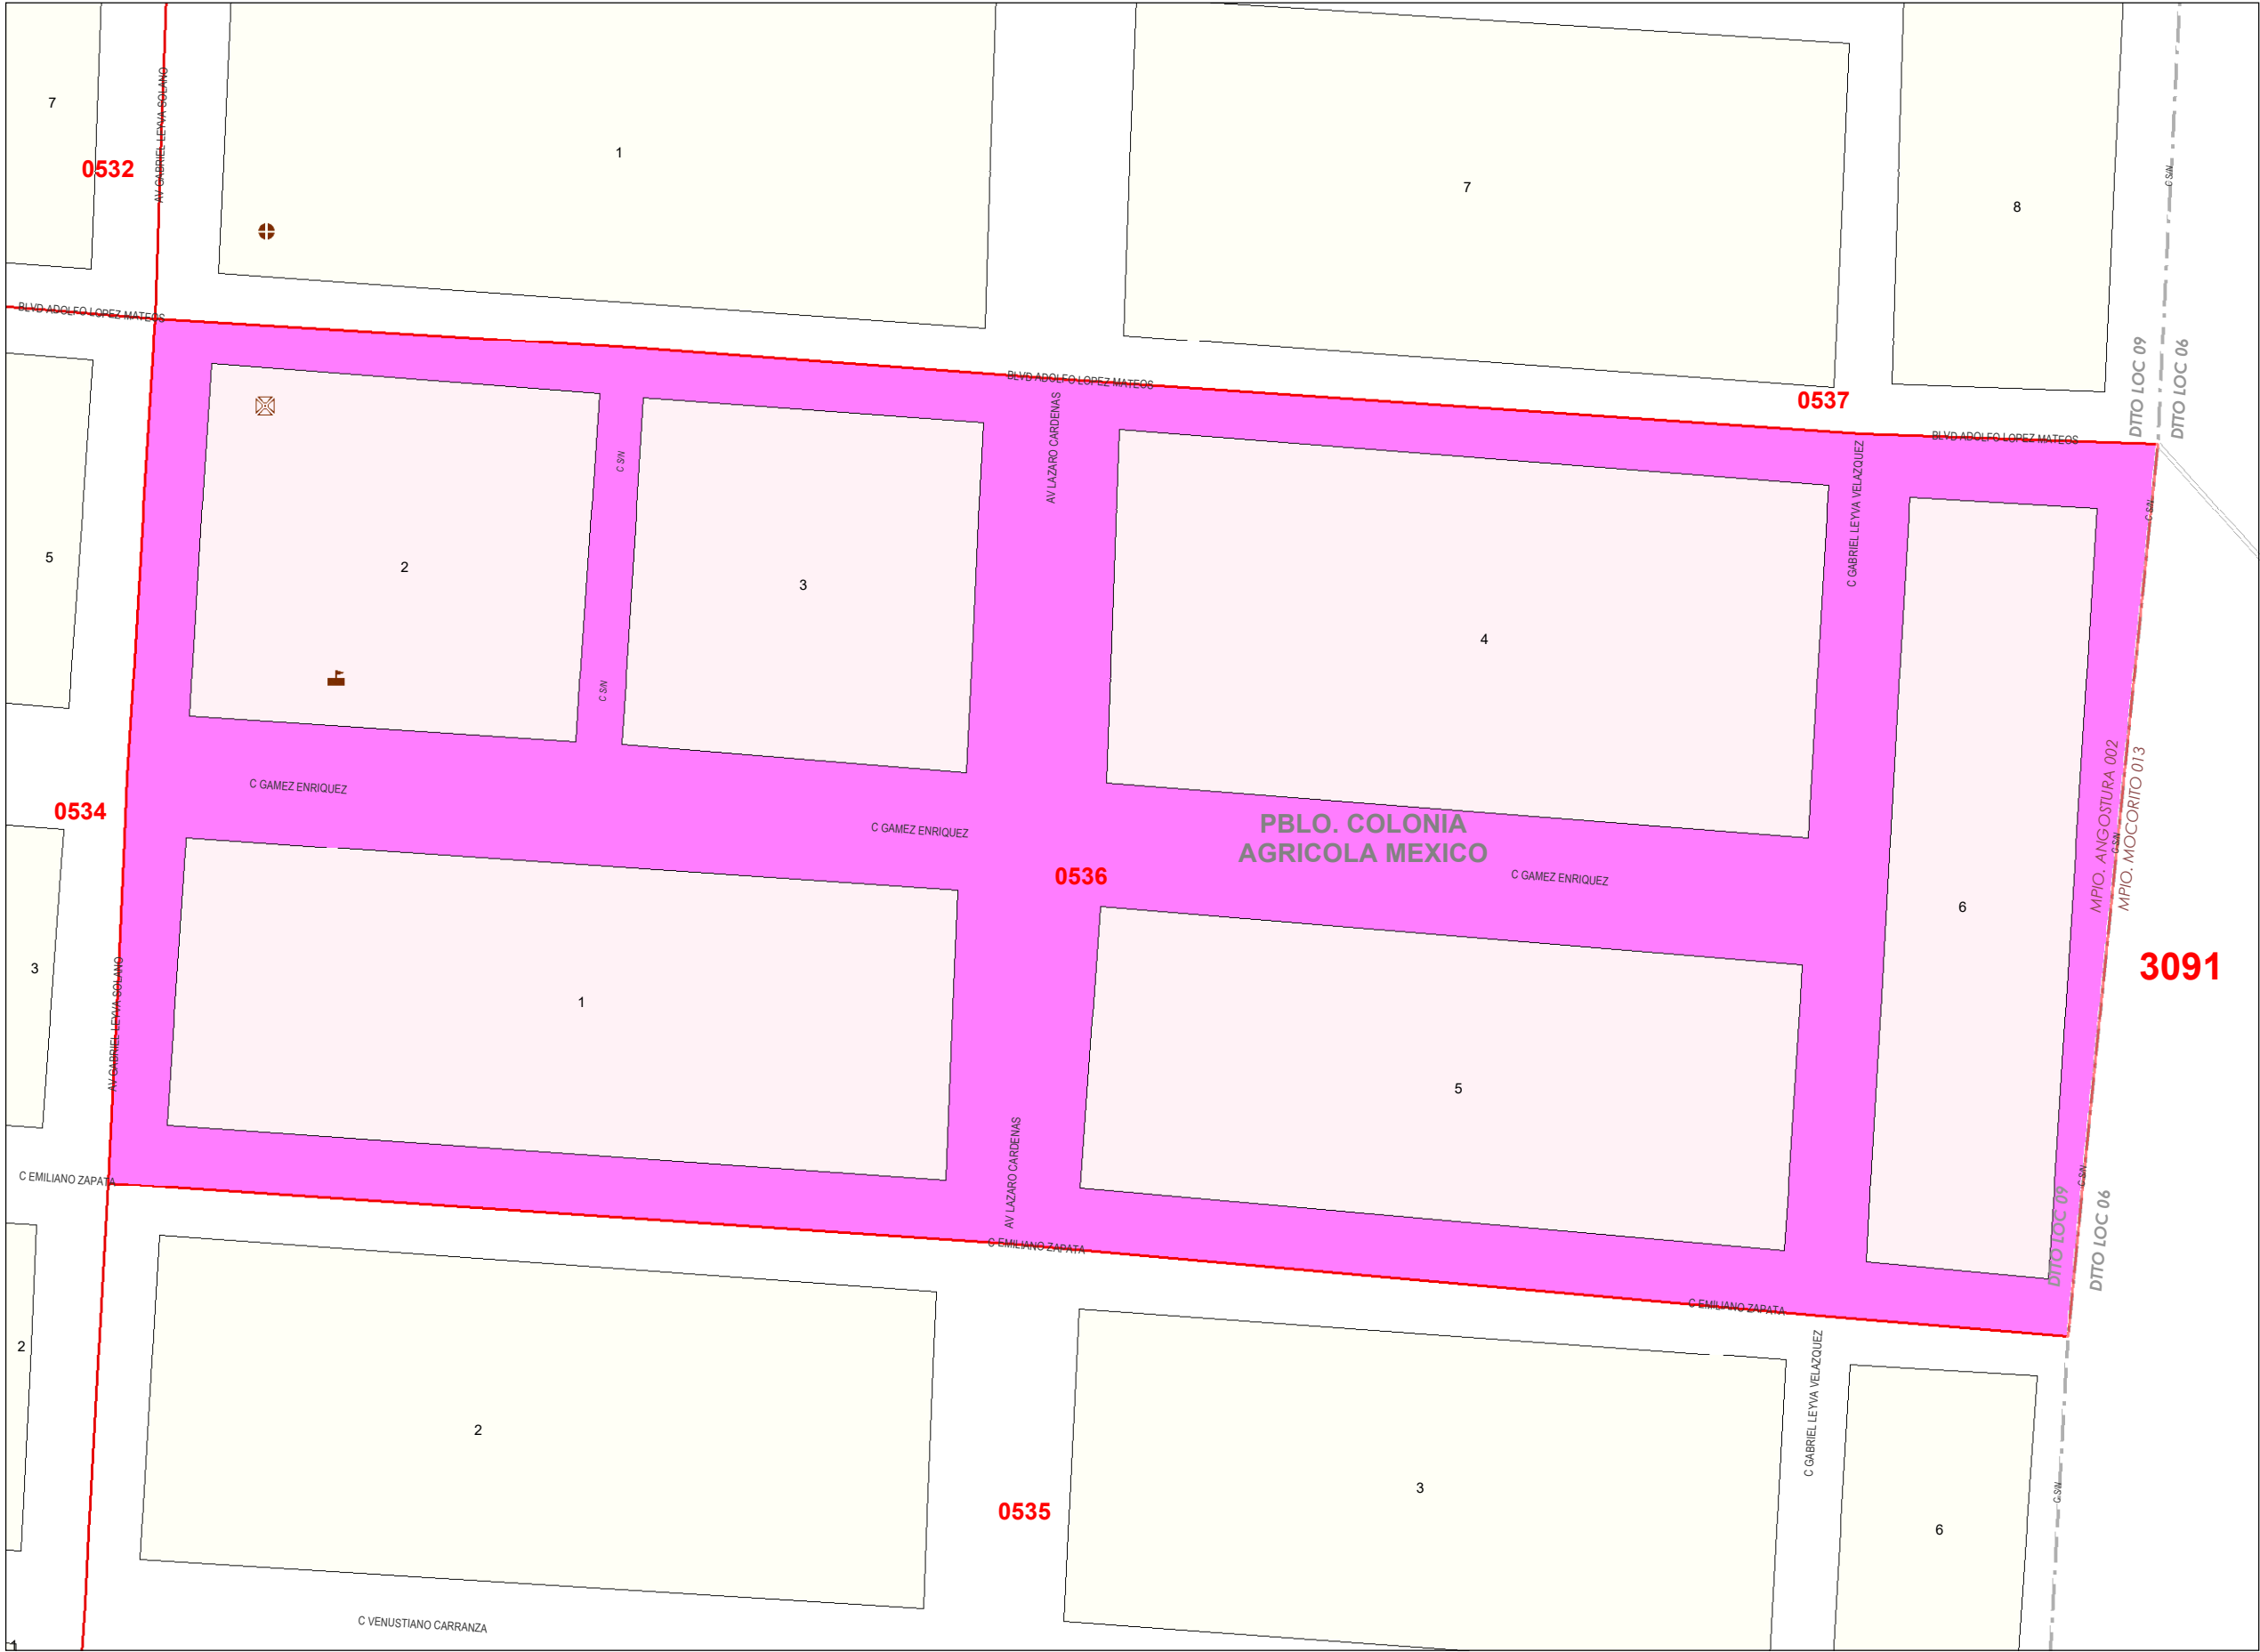 7
0532
AV GABRIEL LEYVA SOLANO
1
7
8
C S/N
BLVD ADOLFO LOPEZ MATEOS
BLVD ADOLFO LOPEZ MATEOS
0537
BLVD ADOLFO LOPEZ MATEOS
DTTO LOC 09
DTTO LOC 06
5
2
C S/N
C S/N
3
AV LAZARO CARDENAS
4
C GABRIEL LEYVA VELAZQUEZ
C S/N
0534
C GAMEZ ENRIQUEZ
C GAMEZ ENRIQUEZ
PBLO. COLONIA
AGRICOLA MEXICO
0536
C GAMEZ ENRIQUEZ
6
MPIO. ANGOSTURA 002
C S/N
MPIO. MOCORITO 013
3091
3
AV GABRIEL LEYVA SOLANO
1
5
AV LAZARO CARDENAS
C EMILIANO ZAPATA
C EMILIANO ZAPATA
C EMILIANO ZAPATA
C S/N
DTTO LOC 09
DTTO LOC 06
2
2
3
C GABRIEL LEYVA VELAZQUEZ
6
C S/N
0535
C VENUSTIANO CARRANZA
1